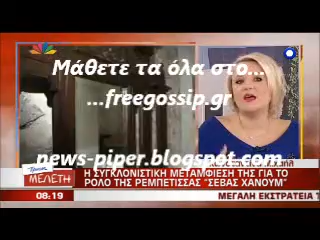 Μάθετε τα όλα στο...
...freegossip.gr
news-piper.blogspot.com
ΜΕΛΕΤΗ
Η ΣΥΓΚΛΟΝΙΣΤΙΚΗ ΜΕΤΑΜΦΙΕΣΗ ΤΗΣ ΓΙΑ ΤΟ
ΡΟΛΟ ΤΗΣ ΡΕΜΠΕΤΙΣΣΑΣ "ΣΕΒΑΣ ΧΑΝΟΥΜ"
08:19
ΜΕΓΑΛΗ ΕΚΣΤΡΑΤΕΙΑ Τ